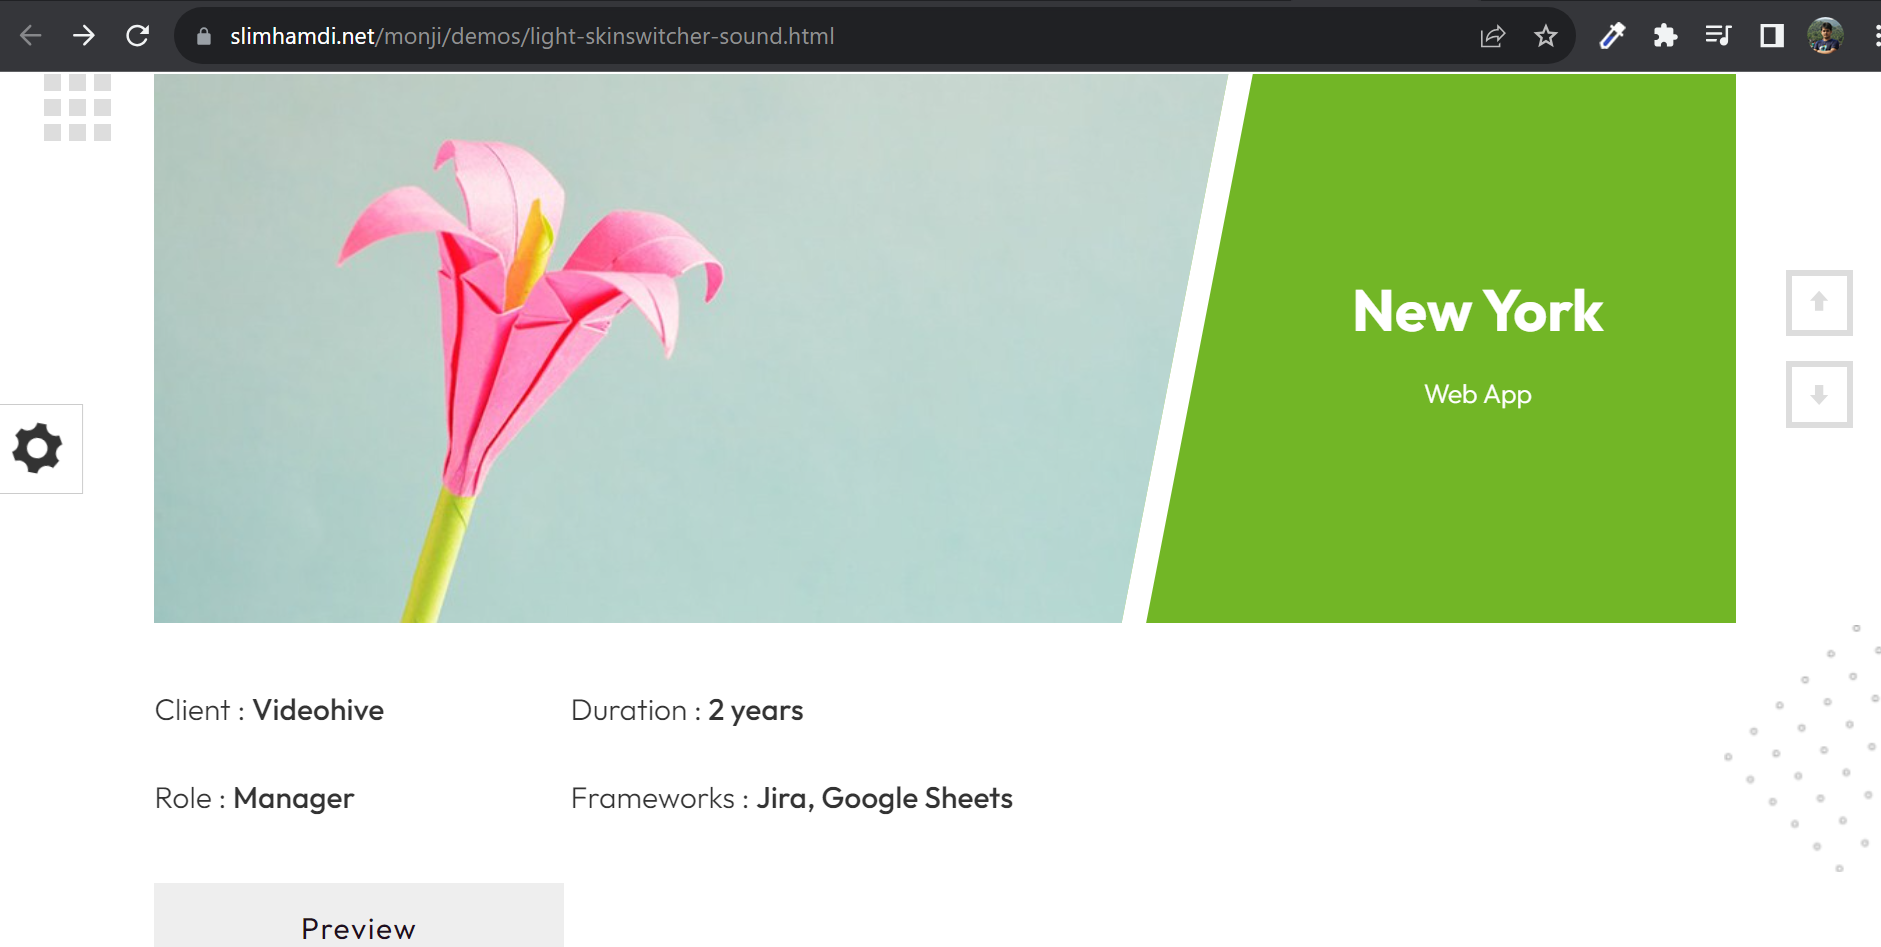 slimhamdi.net/monji/demos/light-skinswitcher-sound.html
New York
Web App
Client : Videohive
Duration : 2 years
Role : Manager
Frameworks : Jira, Google Sheets
Preview